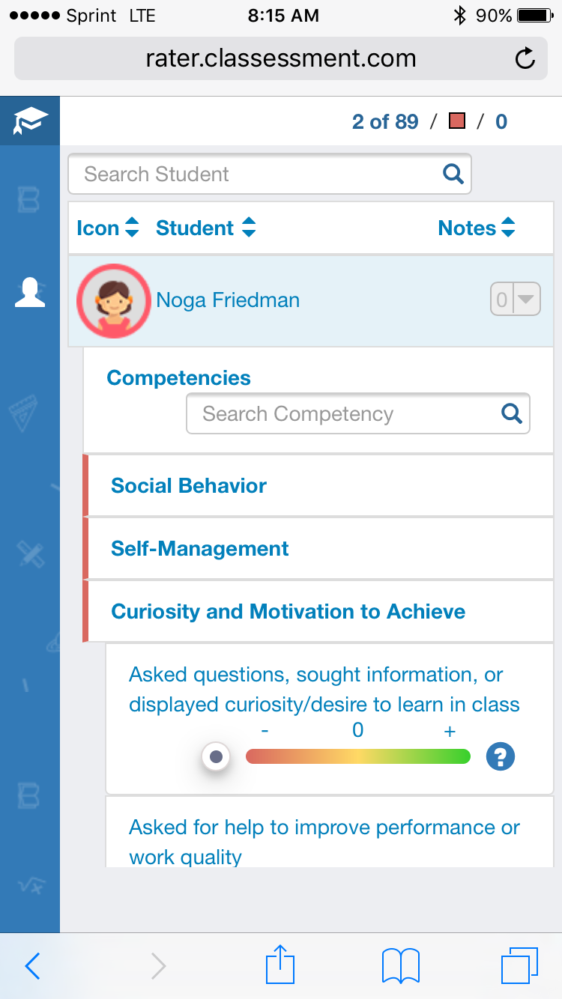 Sprint LTE 8:15 AM 90%
rater.classessment.com
2 of 89 / / 0
Search Student
Icon Student Notes
Noga Friedman 0
Competencies
Search Competency
Social Behavior
Self-Management
Curiosity and Motivation to Achieve
Asked questions, sought information, or
displayed curiosity/desire to learn in class
- 0 +
?
Asked for help to improve performance or
work quality